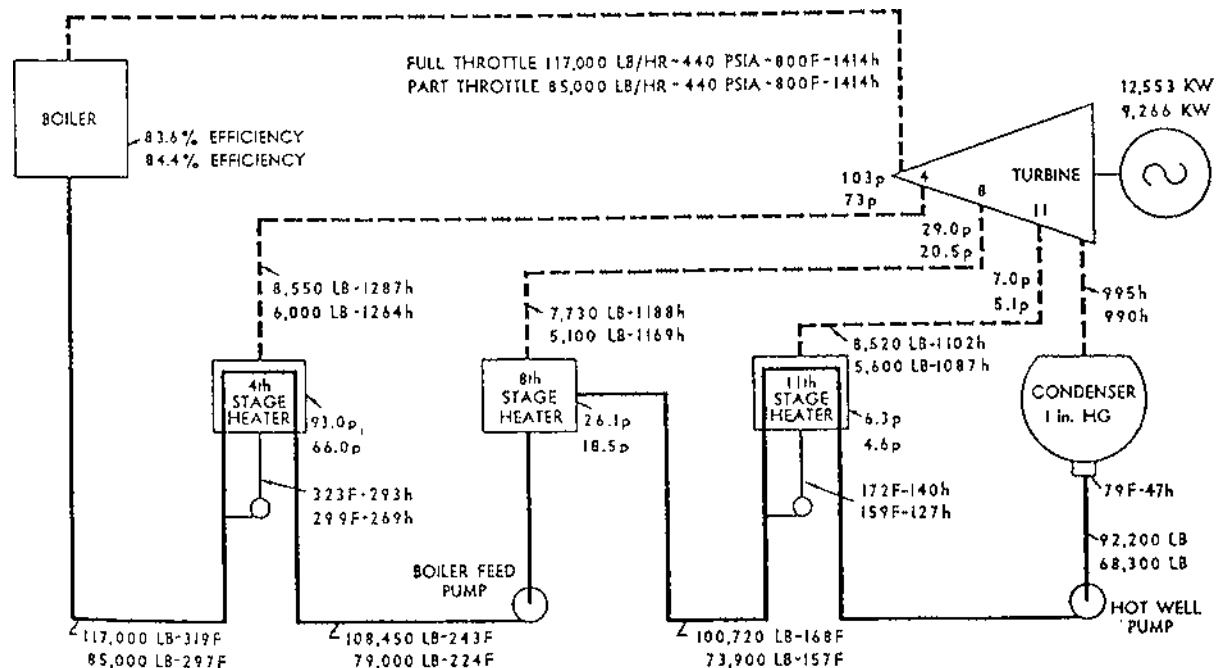 FULL THROTTLE 117,000 LB/HR-440 PSIA-800F-1414h
PART THROTTLE 85,000 LB/HR-440 PSIA-800F-1414h
12,553 KW
9,266 KW
BOILER
83.6% EFFICIENCY
84.4% EFFICIENCY
TURBINE
4
8
11
103p
73p
29.0p
20.5p
7.0p
5.1p
995h
990h
8,550 LB-1287h
6,000 LB-1264h
7,730 LB-1188h
5,100 LB-1169h
8,520 LB-1102h
5,600 LB-1087h
4th
STAGE
HEATER
93.0p
66.0p
8th
STAGE
HEATER
26.1p
18.5p
11th
STAGE
HEATER
6.3p
4.6p
CONDENSER
1 in. HG
323F-293h
299F-269h
172F-140h
159F-127h
79F-47h
92,200 LB
68,300 LB
BOILER FEED
PUMP
HOT WELL
PUMP
117,000 LB-319F
85,000 LB-297F
108,450 LB-243F
79,000 LB-224F
100,720 LB-168F
73,900 LB-157F